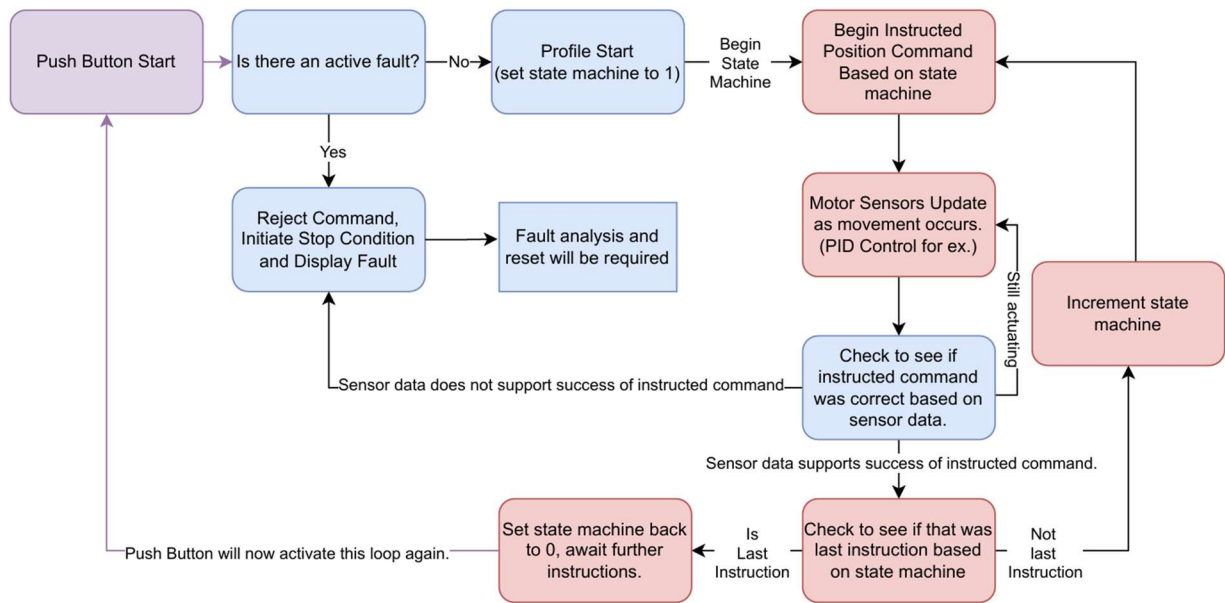 Push Button Start
Is there an active fault?
No
Profile Start
(set state machine to 1)
Begin
State
Machine
Begin Instructed
Position Command
Based on state
machine
Yes
Reject Command,
Initiate Stop Condition
and Display Fault
Fault analysis and
reset will be required
Motor Sensors Update
as movement occurs.
(PID Control for ex.)
Still actuating
Increment state
machine
Check to see if
instructed command
was correct based on
sensor data.
Sensor data does not support success of instructed command
Sensor data supports success of instructed command.
Check to see if that was
last instruction based
on state machine
Not
last
Instruction
Is
Last
Instruction
Set state machine back
to 0, await further
instructions.
Push Button will now activate this loop again.